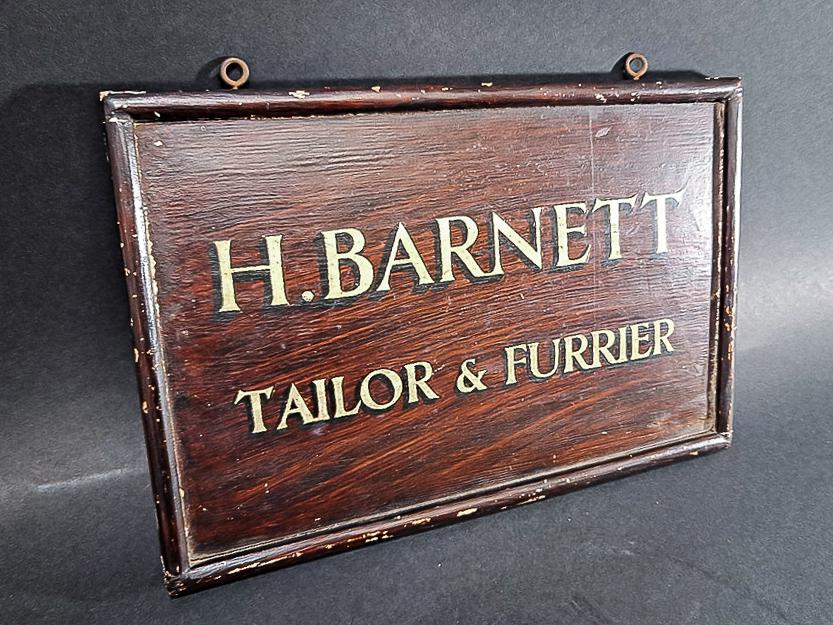 H. BARNETT
TAILOR & FURRIER